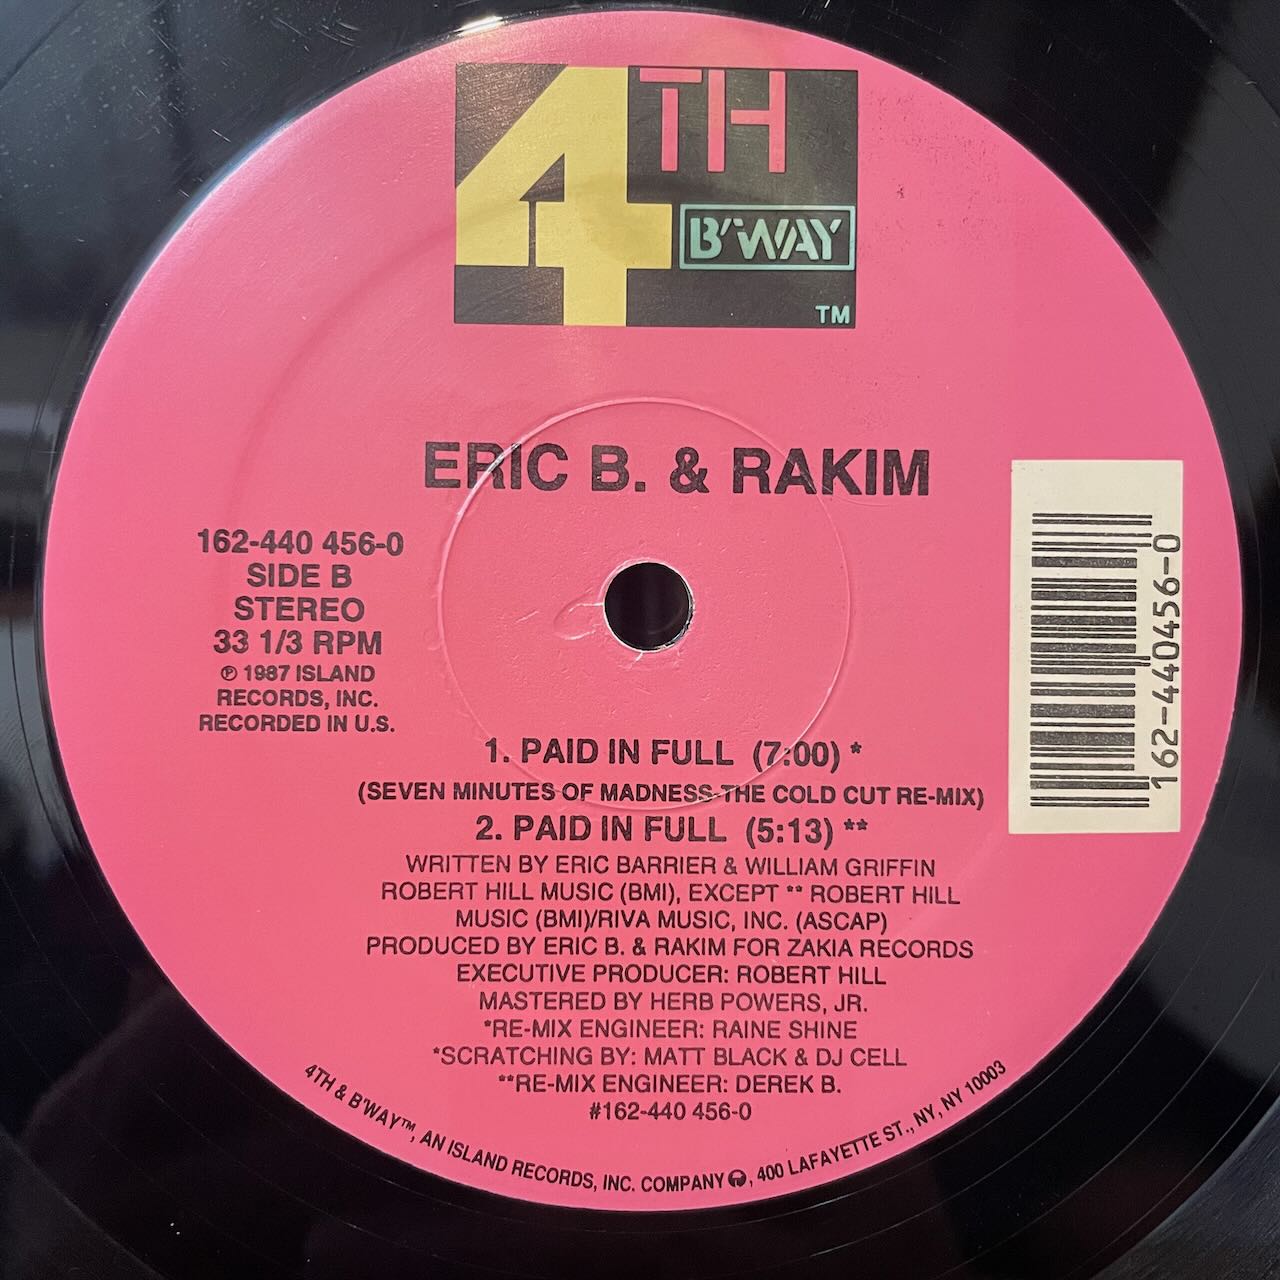 4TH
B'WAY
TM
ERIC B. & RAKIM
162-440 456-0
SIDE B
STEREO
33 1/3 RPM
℗ 1987 ISLAND
RECORDS, INC.
RECORDED IN U.S.
162-440456-0
1. PAID IN FULL (7:00) *
(SEVEN MINUTES OF MADNESS-THE COLD CUT RE-MIX)
2. PAID IN FULL (5:13) **
WRITTEN BY ERIC BARRIER & WILLIAM GRIFFIN
ROBERT HILL MUSIC (BMI), EXCEPT ** ROBERT HILL
MUSIC (BMI)/RIVA MUSIC, INC. (ASCAP)
PRODUCED BY ERIC B. & RAKIM FOR ZAKIA RECORDS
EXECUTIVE PRODUCER: ROBERT HILL
MASTERED BY HERB POWERS, JR.
*RE-MIX ENGINEER: RAINE SHINE
*SCRATCHING BY: MATT BLACK & DJ CELL
**RE-MIX ENGINEER: DEREK B.
#162-440 456-0
4TH & B'WAY™, AN ISLAND RECORDS, INC. COMPANY, 400 LAFAYETTE ST., NY, NY 10003